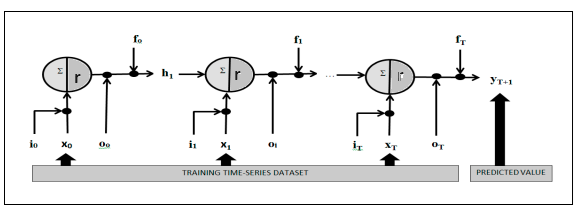 f₀ f₁ f_T
Σ r h₁ Σ r ... Σ r y_T+1
i₀ x₀ o₀ i₁ x₁ o₁ i_T x_T o_T
TRAINING TIME-SERIES DATASET PREDICTED VALUE